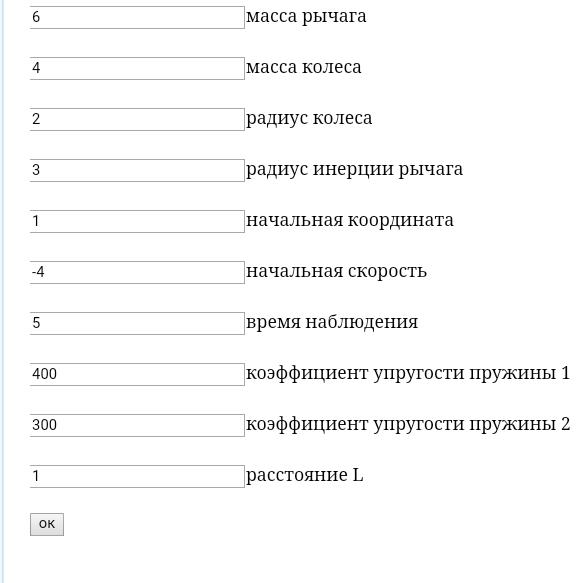 6 масса рычага
4 масса колеса
2 радиус колеса
3 радиус инерции рычага
1 начальная координата
-4 начальная скорость
5 время наблюдения
400 коэффициент упругости пружины 1
300 коэффициент упругости пружины 2
1 расстояние L
ок